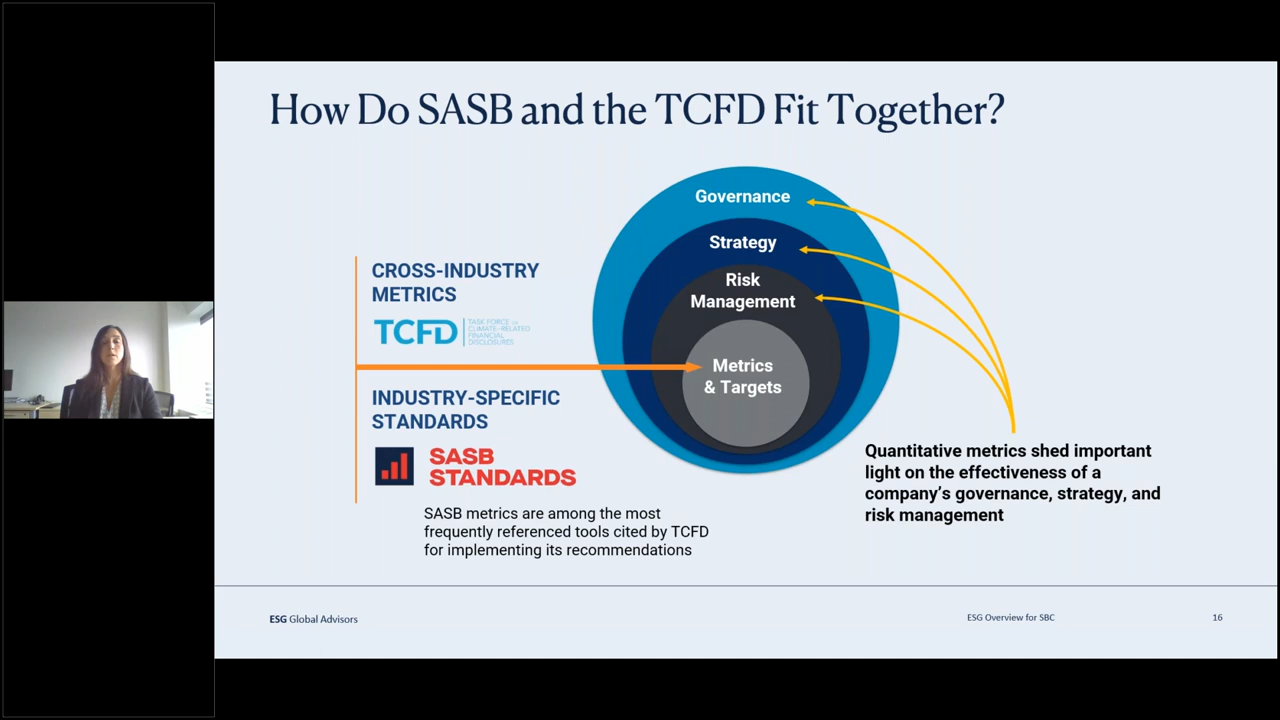 How Do SASB and the TCFD Fit Together?
Governance
Strategy
Risk
Management
Metrics
& Targets
CROSS-INDUSTRY
METRICS
TCFD
TASK FORCE ON
CLIMATE-RELATED
FINANCIAL
DISCLOSURES
INDUSTRY-SPECIFIC
STANDARDS
SASB
STANDARDS
SASB metrics are among the most
frequently referenced tools cited by TCFD
for implementing its recommendations
Quantitative metrics shed important
light on the effectiveness of a
company's governance, strategy, and
risk management
ESG Global Advisors
ESG Overview for SBC
16